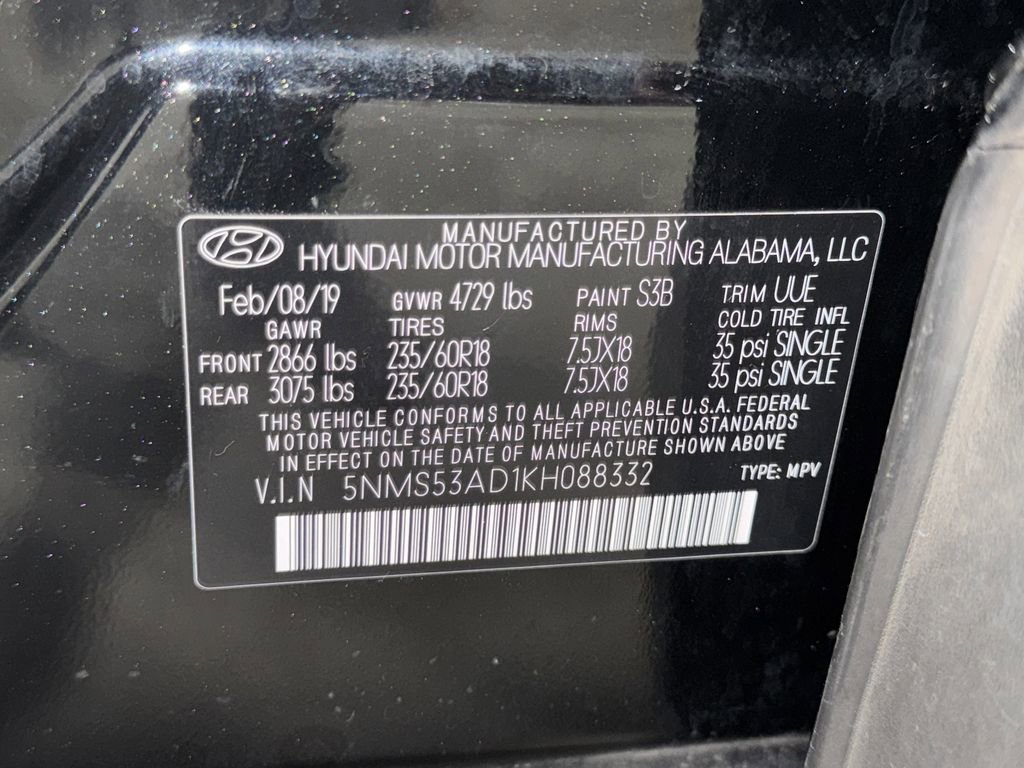 MANUFACTURED BY
HYUNDAI MOTOR MANUFACTURING ALABAMA, LLC
Feb/08/19 GVWR 4729 lbs PAINT S3B TRIM UUE
GAWR TIRES RIMS COLD TIRE INFL
FRONT 2866 lbs 235/60R18 7.5JX18 35 psi SINGLE
REAR 3075 lbs 235/60R18 7.5JX18 35 psi SINGLE
THIS VEHICLE CONFORMS TO ALL APPLICABLE U.S.A. FEDERAL
MOTOR VEHICLE SAFETY AND THEFT PREVENTION STANDARDS
IN EFFECT ON THE DATE OF MANUFACTURE SHOWN ABOVE
V.I.N 5NMS53AD1KH088332 TYPE: MPV